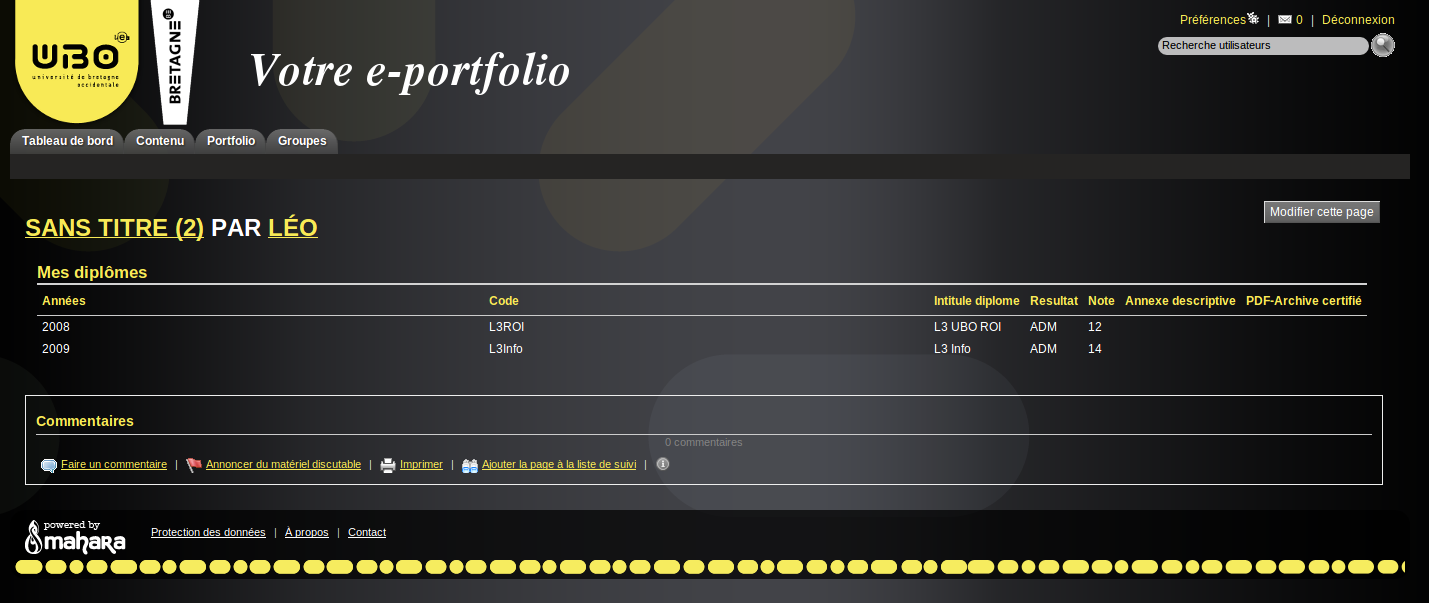 UBO
université de bretagne
occidentale
BRETAGNE
Votre e-portfolio
Préférences | 0 | Déconnexion
Recherche utilisateurs
Tableau de bord Contenu Portfolio Groupes
Modifier cette page
SANS TITRE (2) PAR LÉO
Mes diplômes
Années Code Intitule diplome Resultat Note Annexe descriptive PDF-Archive certifié
2008 L3ROI L3 UBO ROI ADM 12
2009 L3Info L3 Info ADM 14
Commentaires
0 commentaires
Faire un commentaire | Annoncer du matériel discutable | Imprimer | Ajouter la page à la liste de suivi |
powered by
mahara
Protection des données | À propos | Contact